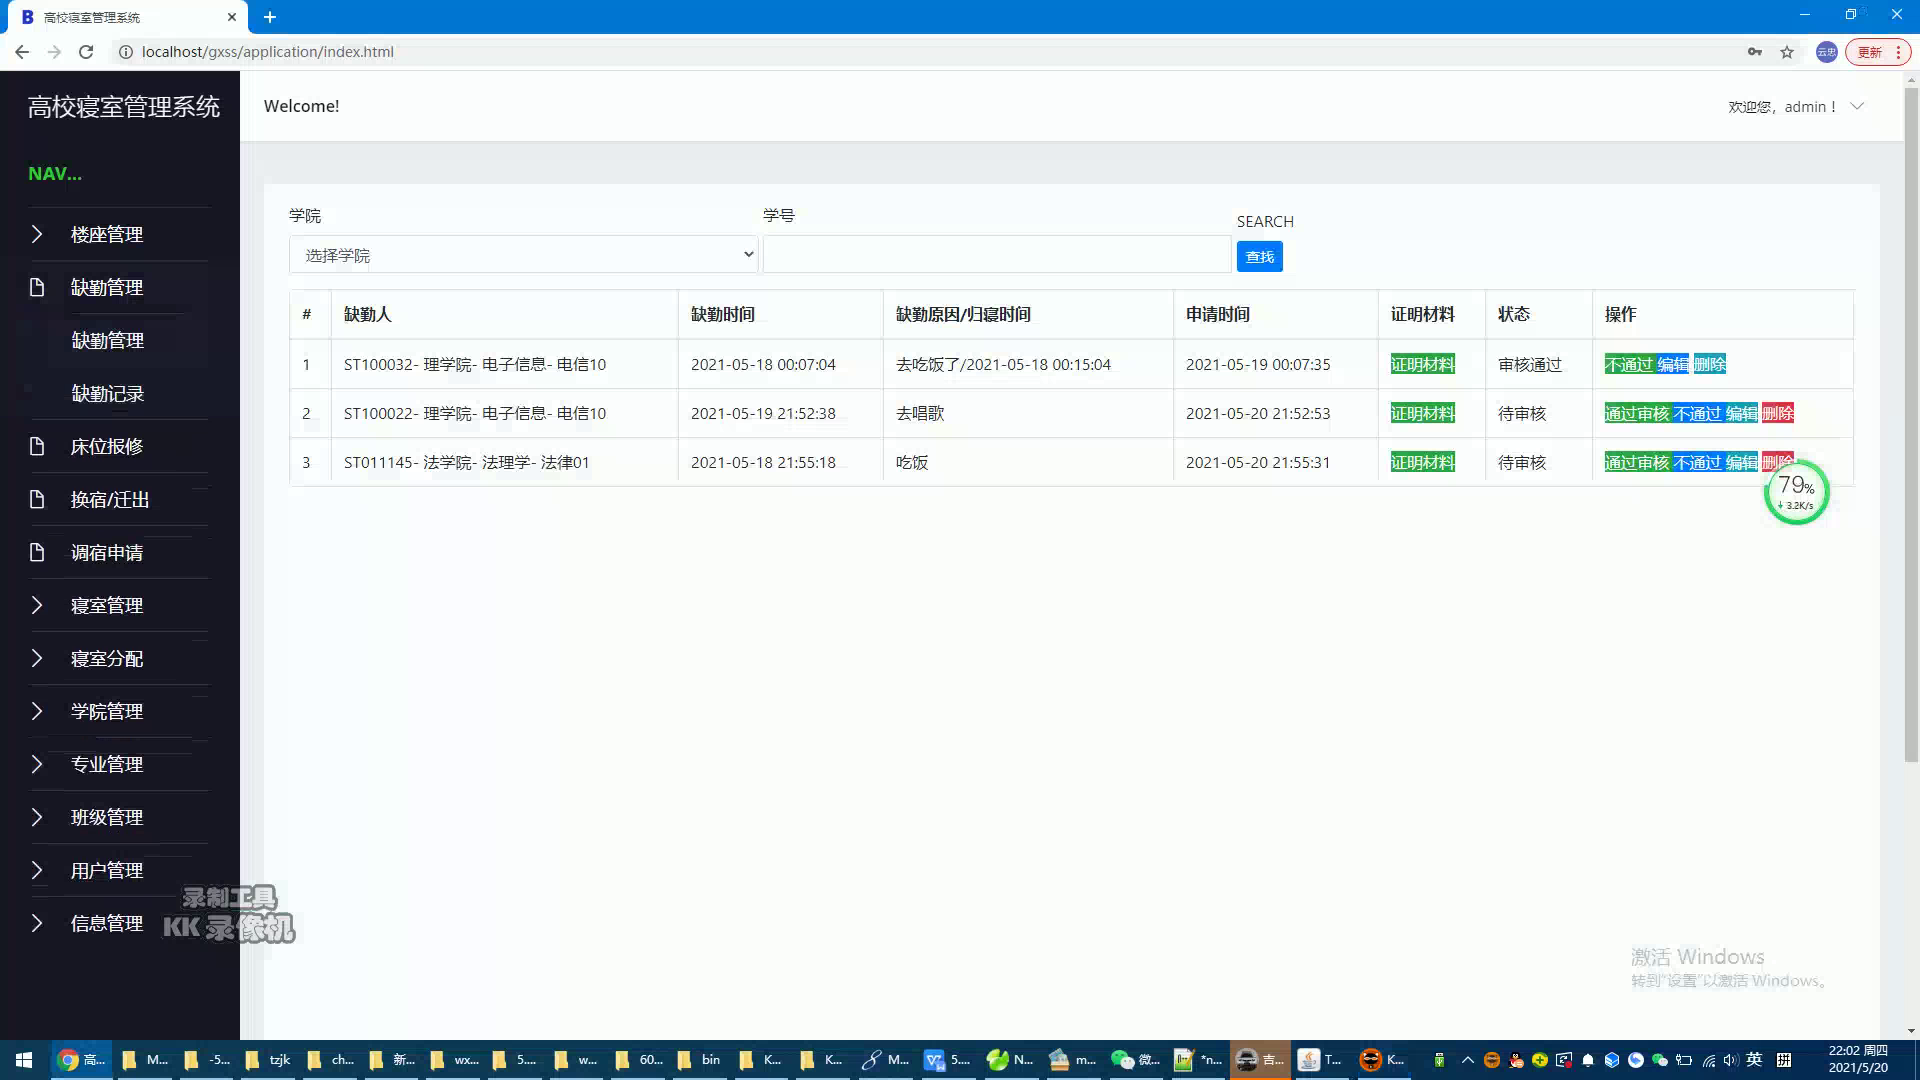 高校寝室管理系统
localhost/gxss/application/index.html
云忠
更新
高校寝室管理系统
Welcome!
欢迎您，admin！
NAV...
楼座管理
缺勤管理
缺勤管理
缺勤记录
床位报修
换宿/迁出
调宿申请
寝室管理
寝室分配
学院管理
专业管理
班级管理
用户管理
信息管理
学院
学号
SEARCH
选择学院
查找
# 缺勤人 缺勤时间 缺勤原因/归寝时间 申请时间 证明材料 状态 操作
1 ST100032- 理学院- 电子信息- 电信10 2021-05-18 00:07:04 去吃饭了/2021-05-18 00:15:04 2021-05-19 00:07:35 证明材料 审核通过 不通过 编辑 删除
2 ST100022- 理学院- 电子信息- 电信10 2021-05-19 21:52:38 去唱歌 2021-05-20 21:52:53 证明材料 待审核 通过审核 不通过 编辑 删除
3 ST011145- 法学院- 法理学- 法律01 2021-05-18 21:55:18 吃饭 2021-05-20 21:55:31 证明材料 待审核 通过审核 不通过 编辑 删除
79%
3.2K/s
录制工具
KK 录像机
激活 Windows
转到"设置"以激活 Windows。
高... M... -5... tzjk ch... 新... wx... 5.... w... 60... bin K... K... M... 5.... N... m... 微... *n... 吉... T... K... 英 拼
22:02 周四
2021/5/20